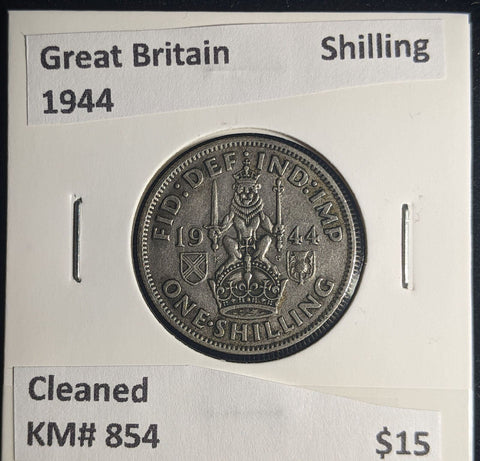 Great Britain Shilling
1944
FID: DEF: IND: IMP
19 44
ONE·SHILLING
Cleaned
KM# 854 $15